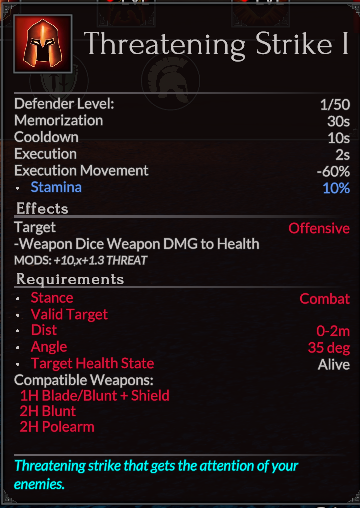 Threatening Strike I
Defender Level: 1/50
Memorization 30s
Cooldown 10s
Execution 2s
Execution Movement -60%
• Stamina 10%
Effects
Target Offensive
-Weapon Dice Weapon DMG to Health
MODS: +10,x+1.3 THREAT
Requirements
• Stance Combat
• Valid Target
• Dist 0-2m
• Angle 35 deg
• Target Health State Alive
Compatible Weapons:
1H Blade/Blunt + Shield
2H Blunt
2H Polearm
Threatening strike that gets the attention of your
enemies.